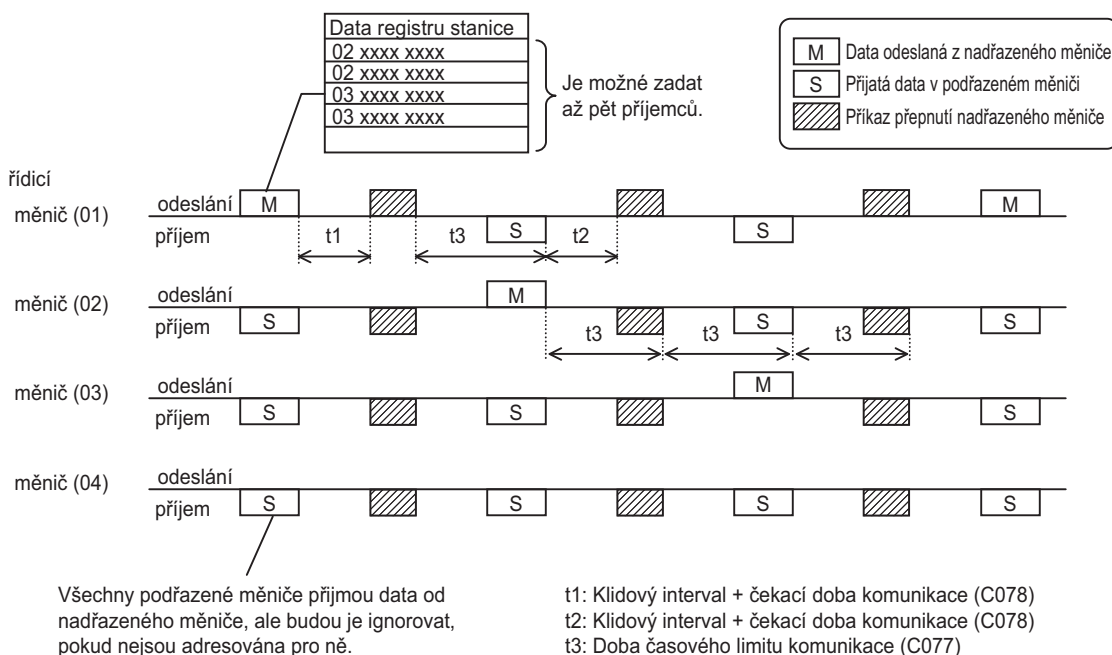 Data registru stanice
02 xxxx xxxx
02 xxxx xxxx
03 xxxx xxxx
03 xxxx xxxx
Je možné zadat
až pět příjemců.
M Data odeslaná z nadřazeného měniče
S Přijatá data v podřazeném měniči
Příkaz přepnutí nadřazeného měniče
řídicí
měnič (01)
odeslání
příjem
M
M
S
S
t1
t3
t2
měnič (02)
odeslání
příjem
M
S
S
S
t3
t3
t3
měnič (03)
odeslání
příjem
M
S
S
S
měnič (04)
odeslání
příjem
S
S
S
S
Všechny podřazené měniče přijmou data od
nadřazeného měniče, ale budou je ignorovat,
pokud nejsou adresována pro ně.
t1: Klidový interval + čekací doba komunikace (C078)
t2: Klidový interval + čekací doba komunikace (C078)
t3: Doba časového limitu komunikace (C077)